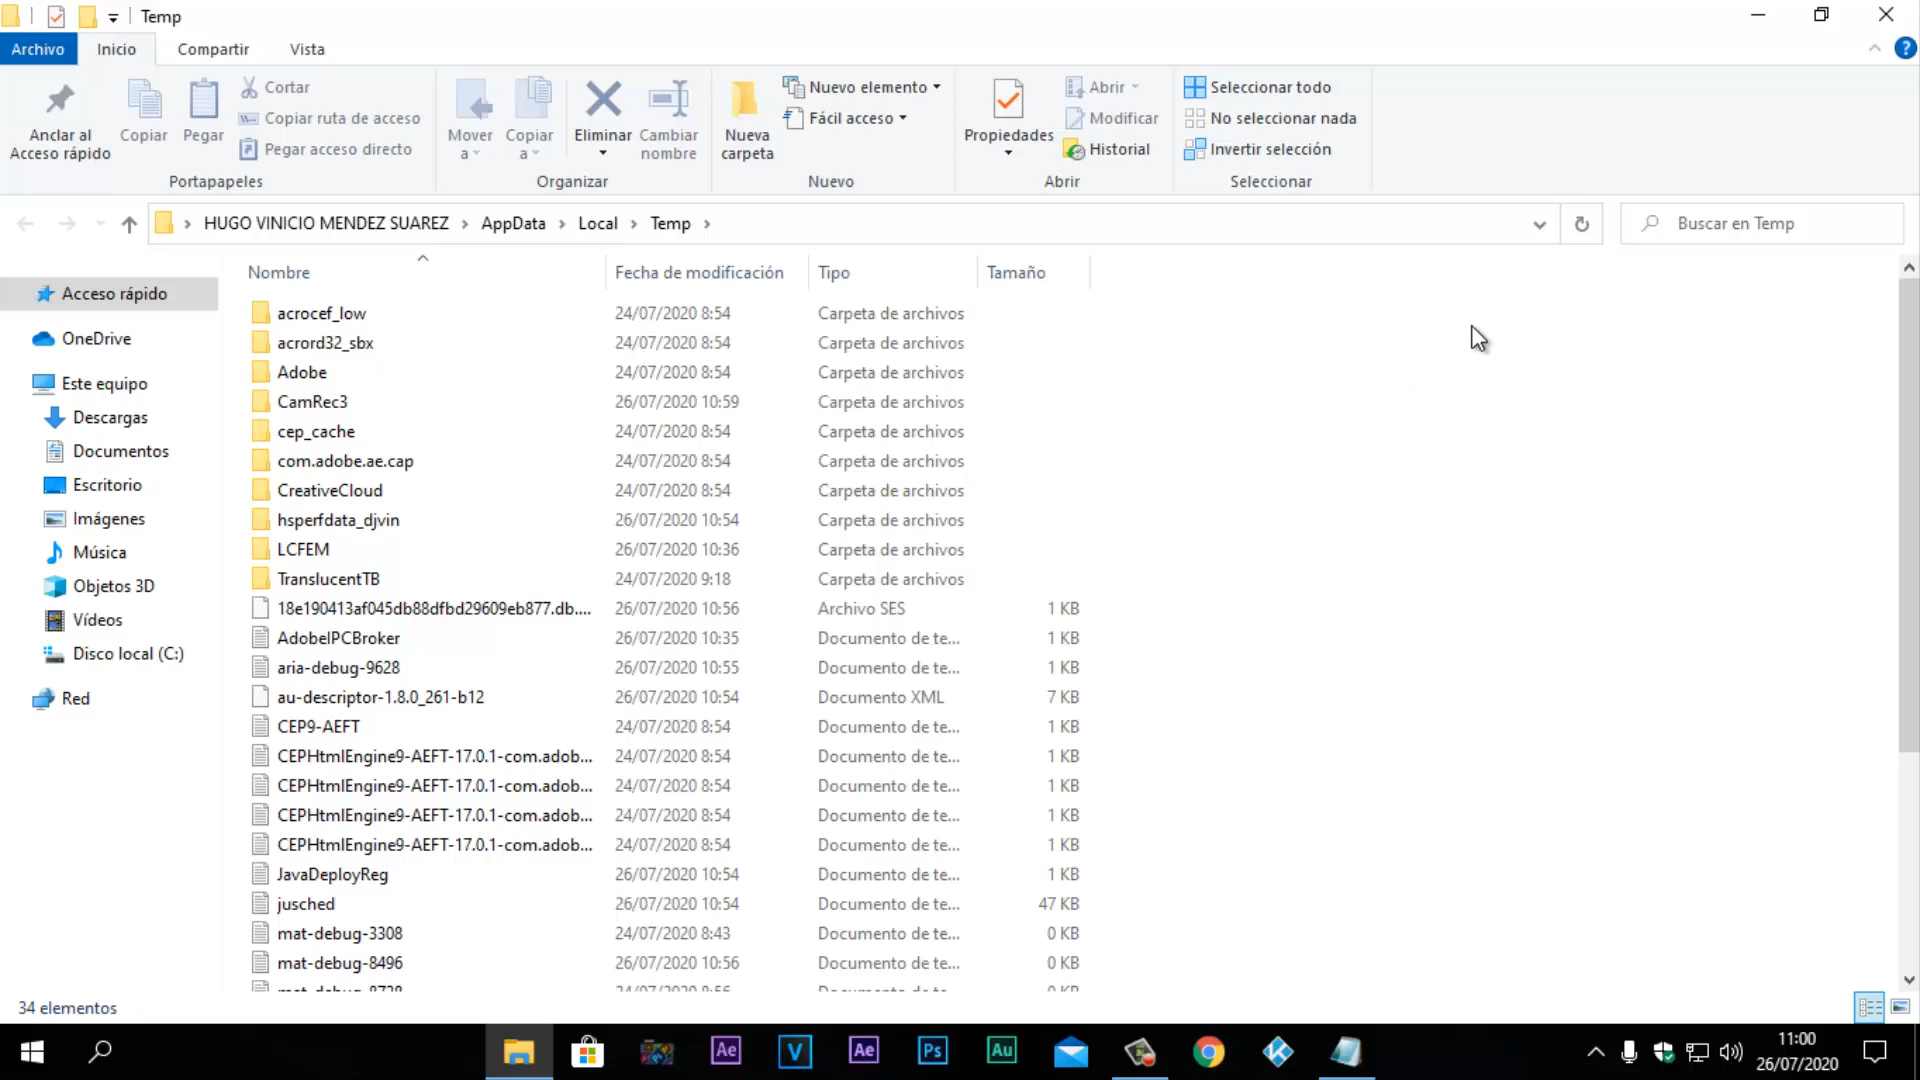 Temp
Archivo Inicio Compartir Vista
Anclar al Acceso rápido
Copiar
Pegar
Cortar
Copiar ruta de acceso
Pegar acceso directo
Portapapeles
Mover a
Copiar a
Eliminar
Cambiar nombre
Organizar
Nueva carpeta
Nuevo elemento
Fácil acceso
Nuevo
Propiedades
Abrir
Modificar
Historial
Abrir
Seleccionar todo
No seleccionar nada
Invertir selección
Seleccionar
HUGO VINICIO MENDEZ SUAREZ > AppData > Local > Temp >
Buscar en Temp
Acceso rápido
OneDrive
Este equipo
Descargas
Documentos
Escritorio
Imágenes
Música
Objetos 3D
Vídeos
Disco local (C:)
Red
Nombre Fecha de modificación Tipo Tamaño
acrocef_low 24/07/2020 8:54 Carpeta de archivos
acrord32_sbx 24/07/2020 8:54 Carpeta de archivos
Adobe 24/07/2020 8:54 Carpeta de archivos
CamRec3 26/07/2020 10:59 Carpeta de archivos
cep_cache 24/07/2020 8:54 Carpeta de archivos
com.adobe.ae.cap 24/07/2020 8:54 Carpeta de archivos
CreativeCloud 24/07/2020 8:54 Carpeta de archivos
hsperfdata_djvin 26/07/2020 10:54 Carpeta de archivos
LCFEM 26/07/2020 10:36 Carpeta de archivos
TranslucentTB 24/07/2020 9:18 Carpeta de archivos
18e190413af045db88dfbd29609eb877.db.... 26/07/2020 10:56 Archivo SES 1 KB
AdobeIPCBroker 26/07/2020 10:35 Documento de te... 1 KB
aria-debug-9628 26/07/2020 10:55 Documento de te... 1 KB
au-descriptor-1.8.0_261-b12 26/07/2020 10:54 Documento XML 7 KB
CEP9-AEFT 24/07/2020 8:54 Documento de te... 1 KB
CEPHtmlEngine9-AEFT-17.0.1-com.adob... 24/07/2020 8:54 Documento de te... 1 KB
CEPHtmlEngine9-AEFT-17.0.1-com.adob... 24/07/2020 8:54 Documento de te... 1 KB
CEPHtmlEngine9-AEFT-17.0.1-com.adob... 24/07/2020 8:54 Documento de te... 1 KB
CEPHtmlEngine9-AEFT-17.0.1-com.adob... 24/07/2020 8:54 Documento de te... 1 KB
JavaDeployReg 26/07/2020 10:54 Documento de te... 1 KB
jusched 26/07/2020 10:54 Documento de te... 47 KB
mat-debug-3308 24/07/2020 8:43 Documento de te... 0 KB
mat-debug-8496 26/07/2020 10:56 Documento de te... 0 KB
34 elementos
Ae V Ae Ps Au
11:00
26/07/2020